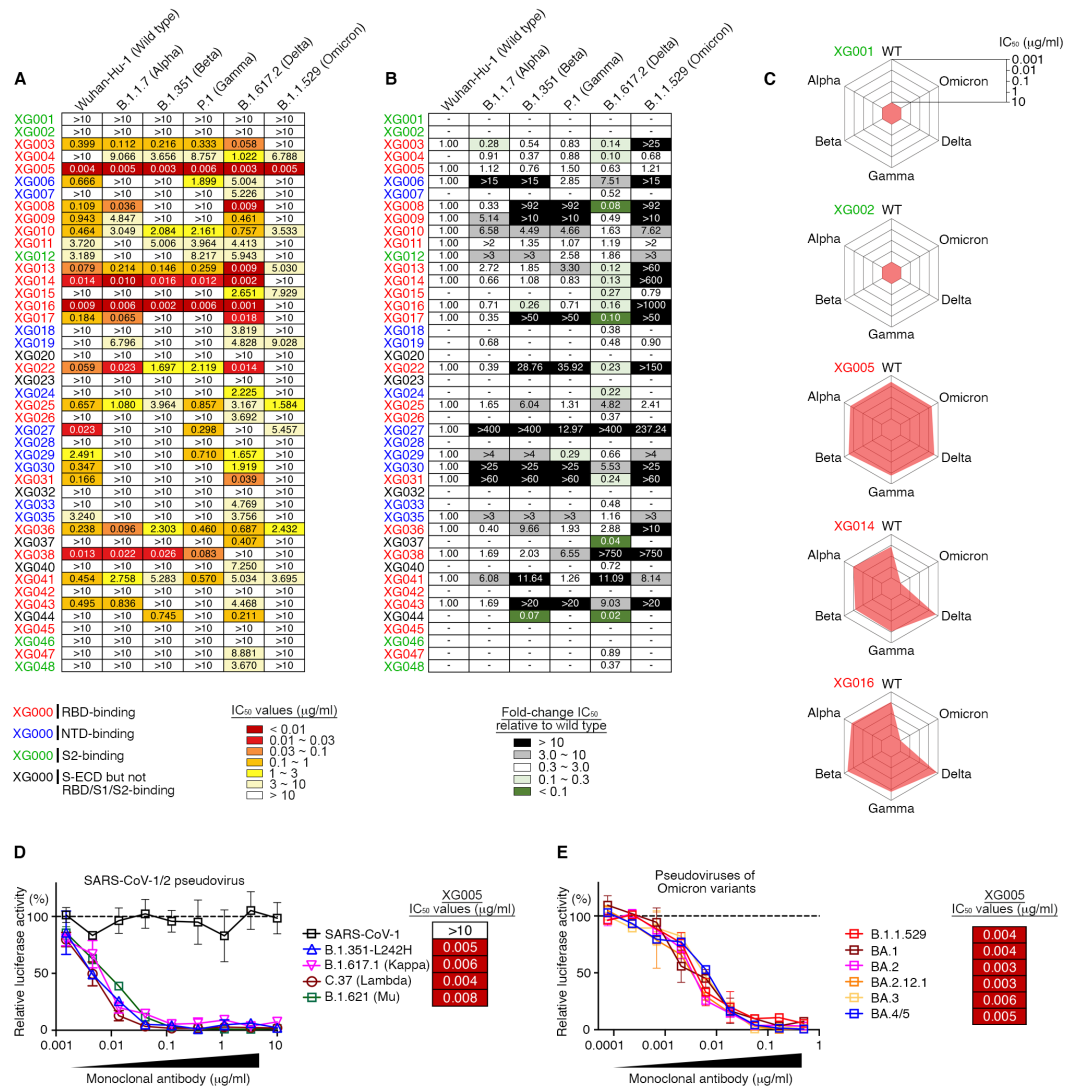 A
Wuhan-Hu-1 (Wild type)
B.1.1.7 (Alpha)
B.1.351 (Beta)
P1 (Gamma)
B.1.617.2 (Delta)
B.1.1.529 (Omicron)
XG001 >10 >10 >10 >10 >10 >10
XG002 >10 >10 >10 >10 >10 >10
XG003 0.399 0.112 0.216 0.333 0.058 >10
XG004 >10 9.066 3.656 8.757 1.022 6.788
XG005 0.004 0.005 0.003 0.006 0.003 0.005
XG006 0.666 >10 >10 1.899 5.004 >10
XG007 >10 >10 >10 >10 5.226 >10
XG008 0.109 0.036 >10 >10 0.009 >10
XG009 0.943 4.847 >10 >10 0.461 >10
XG010 0.464 3.049 2.084 2.161 0.757 3.533
XG011 3.720 >10 5.006 3.964 4.413 >10
XG012 3.189 >10 >10 8.217 5.943 >10
XG013 0.079 0.214 0.146 0.259 0.009 5.030
XG014 0.014 0.010 0.016 0.012 0.002 >10
XG015 >10 >10 >10 >10 2.651 7.929
XG016 0.009 0.006 0.002 0.006 0.001 >10
XG017 0.184 0.065 >10 >10 0.018 >10
XG018 >10 >10 >10 >10 3.819 >10
XG019 >10 6.796 >10 >10 4.828 9.028
XG020 >10 >10 >10 >10 >10 >10
XG022 0.059 0.023 1.697 2.119 0.014 >10
XG023 >10 >10 >10 >10 >10 >10
XG024 >10 >10 >10 >10 2.225 >10
XG025 0.657 1.080 3.964 0.857 3.167 1.584
XG026 >10 >10 >10 >10 3.692 >10
XG027 0.023 >10 >10 0.298 >10 5.457
XG028 >10 >10 >10 >10 >10 >10
XG029 2.491 >10 >10 0.710 1.657 >10
XG030 0.347 >10 >10 >10 1.919 >10
XG031 0.166 >10 >10 >10 0.039 >10
XG032 >10 >10 >10 >10 >10 >10
XG033 >10 >10 >10 >10 4.769 >10
XG035 3.240 >10 >10 >10 3.756 >10
XG036 0.238 0.096 2.303 0.460 0.687 2.432
XG037 >10 >10 >10 >10 0.407 >10
XG038 0.013 0.022 0.026 0.083 >10 >10
XG040 >10 >10 >10 >10 7.250 >10
XG041 0.454 2.758 5.283 0.570 5.034 3.695
XG042 >10 >10 >10 >10 >10 >10
XG043 0.495 0.836 >10 >10 4.468 >10
XG044 >10 >10 0.745 >10 0.211 >10
XG045 >10 >10 >10 >10 >10 >10
XG046 >10 >10 >10 >10 >10 >10
XG047 >10 >10 >10 >10 8.881 >10
XG048 >10 >10 >10 >10 3.670 >10
B
Wuhan-Hu-1 (Wild type)
B.1.1.7 (Alpha)
B.1.351 (Beta)
P1 (Gamma)
B.1.617.2 (Delta)
B.1.1.529 (Omicron)
XG001 - - - - - -
XG002 - - - - - -
XG003 1.00 0.28 0.54 0.83 0.14 >25
XG004 - 0.91 0.37 0.88 0.10 0.68
XG005 1.00 1.12 0.76 1.50 0.63 1.21
XG006 1.00 >15 >15 2.85 7.51 >15
XG007 - - - - 0.52 -
XG008 1.00 0.33 >92 >92 0.08 >92
XG009 1.00 5.14 >10 >10 0.49 >10
XG010 1.00 6.58 4.49 4.66 1.63 7.62
XG011 1.00 >2 1.35 1.07 1.19 >2
XG012 1.00 >3 >3 2.58 1.86 >3
XG013 1.00 2.72 1.85 3.30 0.12 >60
XG014 1.00 0.66 1.08 0.83 0.13 >600
XG015 - - - - 0.27 0.79
XG016 1.00 0.71 0.26 0.71 0.16 >1000
XG017 1.00 0.35 >50 >50 0.10 >50
XG018 - - - - 0.38 -
XG019 - 0.68 - - 0.48 0.90
XG020 - - - - - -
XG022 1.00 0.39 28.76 35.92 0.23 >150
XG023 - - - - - -
XG024 - - - - 0.22 -
XG025 1.00 1.65 6.04 1.31 4.82 2.41
XG026 - - - - 0.37 -
XG027 1.00 >400 >400 12.97 >400 237.24
XG028 - - - - - -
XG029 1.00 >4 >4 0.29 0.66 >4
XG030 1.00 >25 >25 >25 5.53 >25
XG031 1.00 >60 >60 >60 0.24 >60
XG032 - - - - - -
XG033 - - - - 0.48 -
XG035 1.00 >3 >3 >3 1.16 >3
XG036 1.00 0.40 9.66 1.93 2.88 >10
XG037 - - - - 0.04 -
XG038 1.00 1.69 2.03 6.55 >750 >750
XG040 - - - - 0.72 -
XG041 1.00 6.08 11.64 1.26 11.09 8.14
XG042 - - - - - -
XG043 1.00 1.69 >20 >20 9.03 >20
XG044 - - 0.07 - 0.02 -
XG045 - - - - - -
XG046 - - - - - -
XG047 - - - - 0.89 -
XG048 - - - - 0.37 -
XG000 RBD-binding
XG000 NTD-binding
XG000 S2-binding
XG000 S-ECD but not
RBD/S1/S2-binding
IC₅₀ values (μg/ml)
< 0.01
0.01 ~ 0.03
0.03 ~ 0.1
0.1 ~ 1
1 ~ 3
3 ~ 10
> 10
Fold-change IC₅₀
relative to wild type
> 10
3.0 ~ 10
0.3 ~ 3.0
0.1 ~ 0.3
< 0.1
C
IC₅₀ (μg/ml)
0.001
0.01
0.1
1
10
XG001 WT
Alpha Omicron
Beta Delta
Gamma
XG002 WT
Alpha Omicron
Beta Delta
Gamma
XG005 WT
Alpha Omicron
Beta Delta
Gamma
XG014 WT
Alpha Omicron
Beta Delta
Gamma
XG016 WT
Alpha Omicron
Beta Delta
Gamma
D
SARS-CoV-1/2 pseudovirus
Relative luciferase activity
(%)
100
50
0
0.001 0.01 0.1 1 10
Monoclonal antibody (μg/ml)
XG005
IC₅₀ values (μg/ml)
SARS-CoV-1 >10
B.1.351-L242H 0.005
B.1.617.1 (Kappa) 0.006
C.37 (Lambda) 0.004
B.1.621 (Mu) 0.008
E
Pseudoviruses of
Omicron variants
Relative luciferase activity
(%)
100
50
0
0.0001 0.001 0.01 0.1 1
Monoclonal antibody (μg/ml)
XG005
IC₅₀ values (μg/ml)
B.1.1.529 0.004
BA.1 0.004
BA.2 0.003
BA.2.12.1 0.003
BA.3 0.006
BA.4/5 0.005